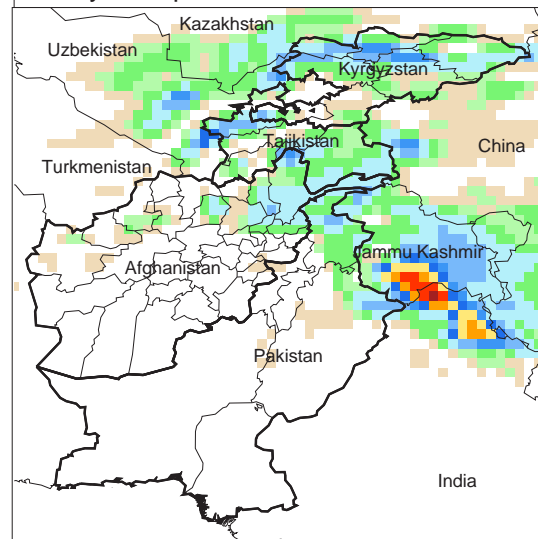 Kazakhstan
Uzbekistan
Kyrgyzstan
Tajikistan
China
Turkmenistan
Jammu Kashmir
Afghanistan
Pakistan
India